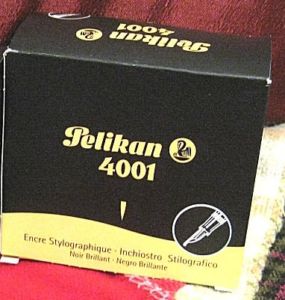 Pelikan
4001
Pelikan
4001
Encre Stylographique · Inchiostro Stilografico
Noir Brillant · Negro Brillante